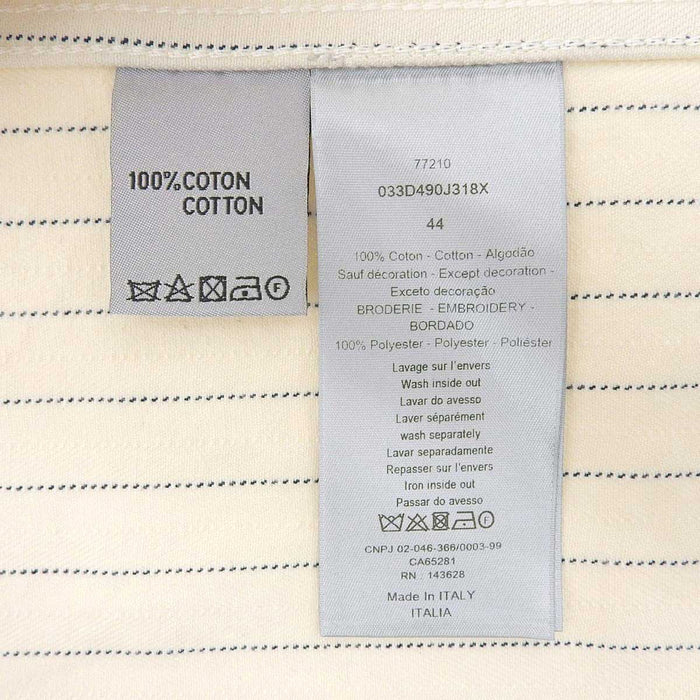 100%COTON
COTTON
F
77210
033D490J318X
44
100% Coton - Cotton - Algodão
Sauf décoration - Except decoration -
Exceto decoração
BRODERIE - EMBROIDERY -
BORDADO
100% Polyester - Polyester - Poliéster
Lavage sur l'envers
Wash inside out
Lavar do avesso
Laver séparément
wash separately
Lavar separadamente
Repasser sur l'envers
Iron inside out
Passar do avesso
F
CNPJ 02-046-366/0003-99
CA65281
RN : 143628
Made In ITALY
ITALIA